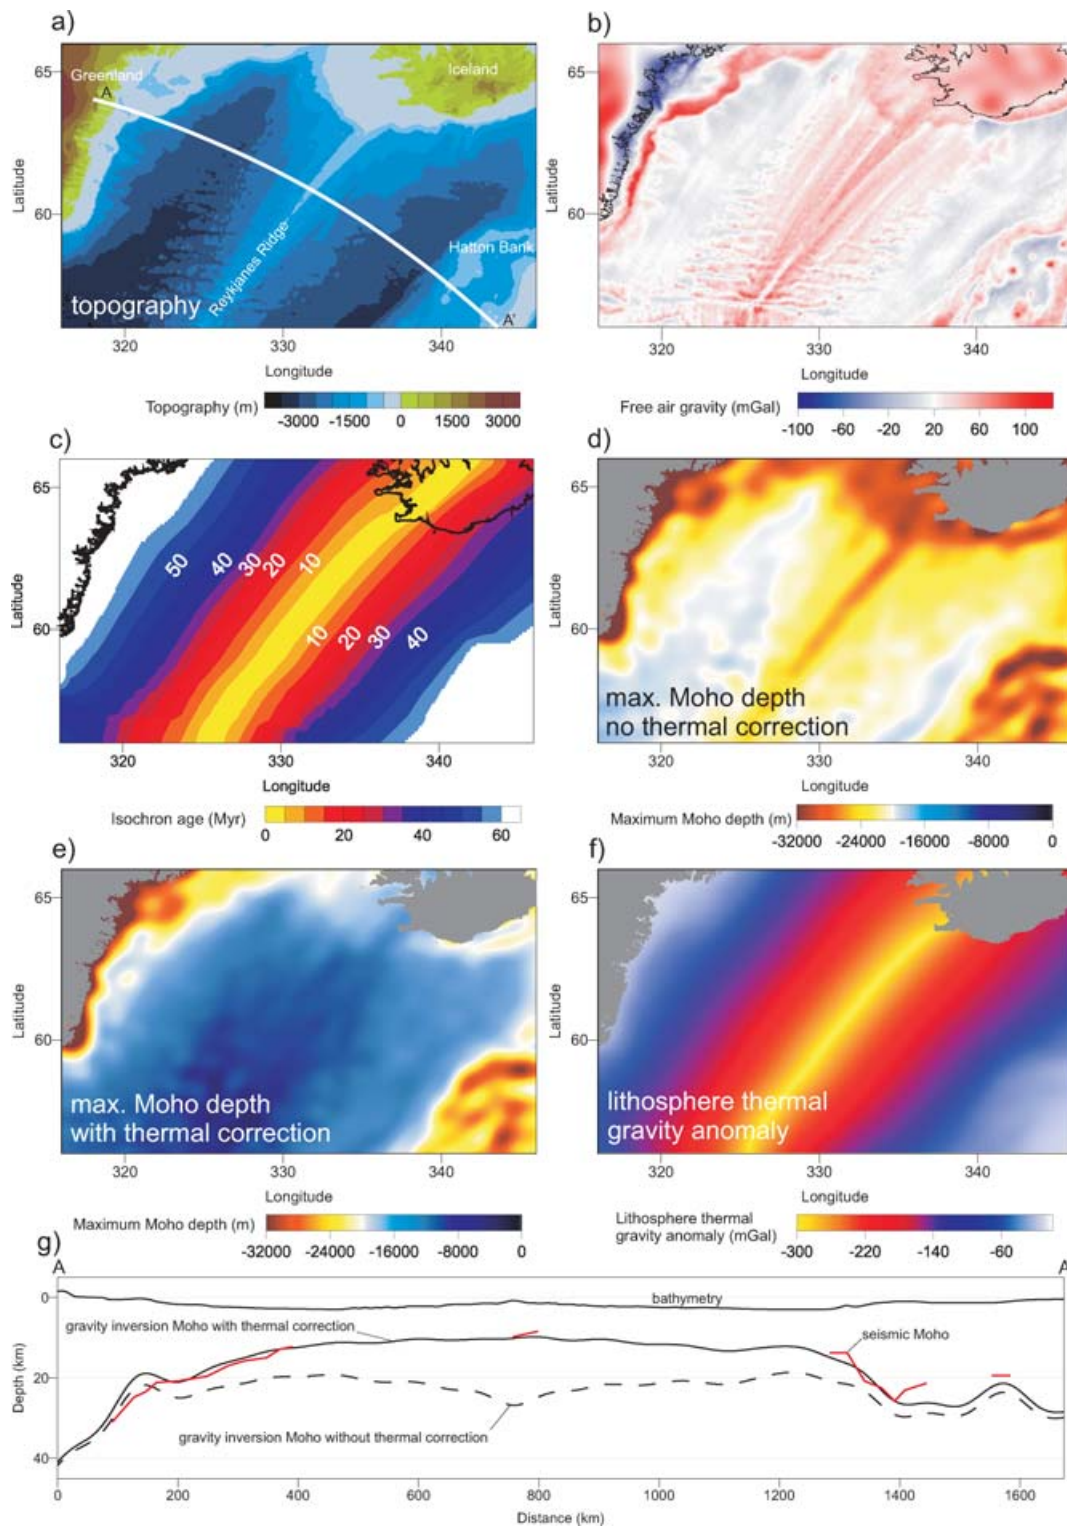 a)
65
Greenland
A
Iceland
Latitude
60
Hatton Bank
Reykjanes Ridge
topography
A'
320 330 340
Longitude
Topography (m)
-3000 -1500 0 1500 3000
b)
65
Latitude
60
320 330 340
Longitude
Free air gravity (mGal)
-100 -60 -20 20 60 100
c)
65
Latitude
60
50 40 30 20 10
10 20 30 40
320 330 340
Longitude
Isochron age (Myr)
0 20 40 60
d)
65
Latitude
60
max. Moho depth
no thermal correction
320 330 340
Longitude
Maximum Moho depth (m)
-32000 -24000 -16000 -8000 0
e)
65
Latitude
60
max. Moho depth
with thermal correction
320 330 340
Longitude
Maximum Moho depth (m)
-32000 -24000 -16000 -8000 0
f)
65
Latitude
60
lithosphere thermal
gravity anomaly
320 330 340
Longitude
Lithosphere thermal
gravity anomaly (mGal)
-300 -220 -140 -60
g)
A A
0
bathymetry
gravity inversion Moho with thermal correction
seismic Moho
Depth (km)
20
gravity inversion Moho without thermal correction
40
0 200 400 600 800 1000 1200 1400 1600
Distance (km)